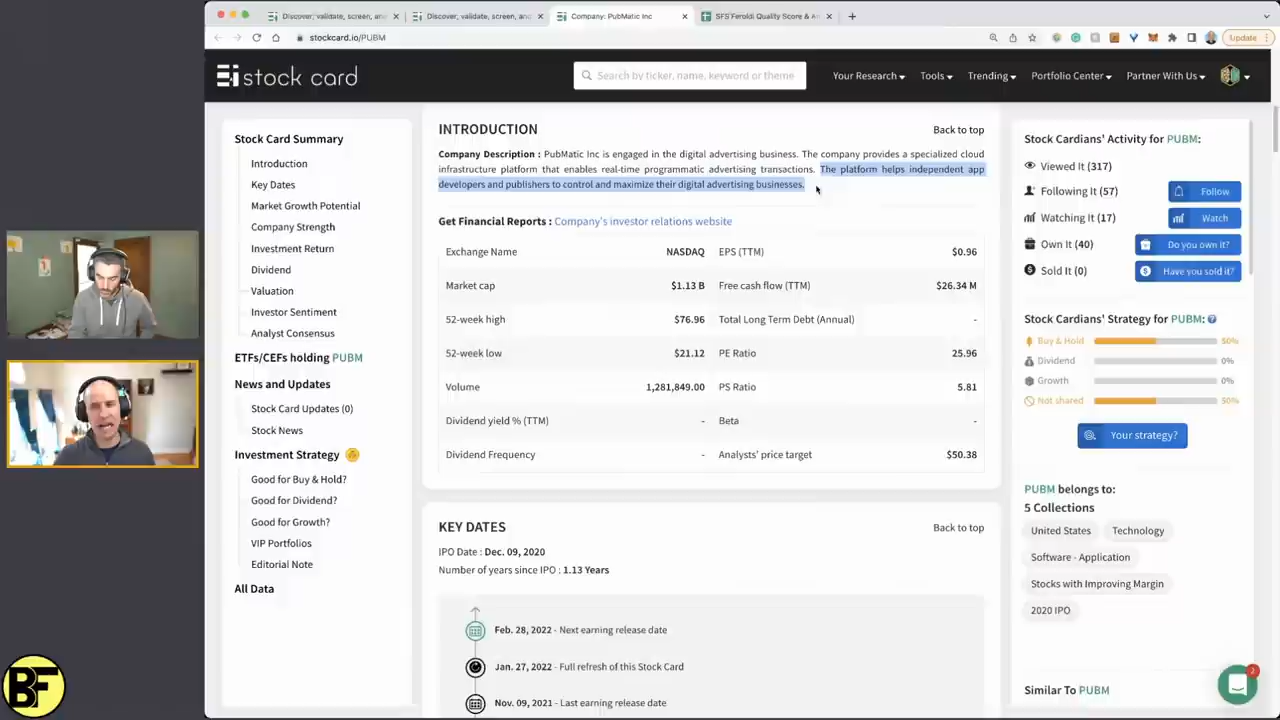 Discover, validate, screen, an
Discover, validate, screen, an
Company: PubMatic Inc
SFS Feroldi Quality Score & A
stockcard.io/PUBM
Update
stock card
Search by ticker, name, keyword or theme
Your Research
Tools
Trending
Portfolio Center
Partner With Us
Stock Card Summary
Introduction
Key Dates
Market Growth Potential
Company Strength
Investment Return
Dividend
Valuation
Investor Sentiment
Analyst Consensus
ETFs/CEFs holding PUBM
News and Updates
Stock Card Updates (0)
Stock News
Investment Strategy
Good for Buy & Hold?
Good for Dividend?
Good for Growth?
VIP Portfolios
Editorial Note
All Data
INTRODUCTION
Back to top
Company Description : PubMatic Inc is engaged in the digital advertising business. The company provides a specialized cloud
infrastructure platform that enables real-time programmatic advertising transactions. The platform helps independent app
developers and publishers to control and maximize their digital advertising businesses.
Get Financial Reports : Company's investor relations website
Exchange Name NASDAQ EPS (TTM) $0.96
Market cap $1.13 B Free cash flow (TTM) $26.34 M
52-week high $76.96 Total Long Term Debt (Annual) -
52-week low $21.12 PE Ratio 25.96
Volume 1,281,849.00 PS Ratio 5.81
Dividend yield % (TTM) - Beta -
Dividend Frequency - Analysts' price target $50.38
KEY DATES
Back to top
IPO Date : Dec. 09, 2020
Number of years since IPO : 1.13 Years
Feb. 28, 2022 - Next earning release date
Jan. 27, 2022 - Full refresh of this Stock Card
Nov. 09, 2021 - Last earning release date
Stock Cardians' Activity for PUBM:
Viewed It (317)
Following It (57) Follow
Watching It (17) Watch
Own It (40) Do you own it?
Sold It (0) Have you sold it?
Stock Cardians' Strategy for PUBM:
Buy & Hold 50%
Dividend 0%
Growth 0%
Not shared 50%
Your strategy?
PUBM belongs to:
5 Collections
United States
Technology
Software - Application
Stocks with Improving Margin
2020 IPO
Similar To PUBM
2
BF